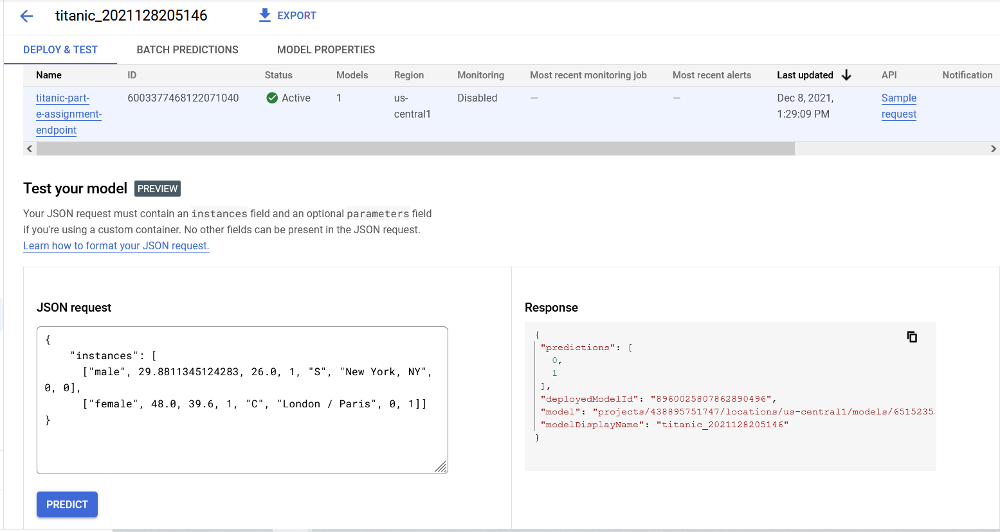 titanic_2021128205146
EXPORT
DEPLOY & TEST
BATCH PREDICTIONS
MODEL PROPERTIES
Name ID Status Models Region Monitoring Most recent monitoring job Most recent alerts Last updated API Notification
titanic-part- 6003377468122071040 Active 1 us- Disabled — — Dec 8, 2021, Sample
e-assignment- central1 1:29:09 PM request
endpoint
Test your model PREVIEW
Your JSON request must contain an instances field and an optional parameters field
if you're using a custom container. No other fields can be present in the JSON request.
Learn how to format your JSON request.
JSON request
{
"instances": [
["male", 29.8811345124283, 26.0, 1, "S", "New York, NY",
0, 0],
["female", 48.0, 39.6, 1, "C", "London / Paris", 0, 1]]
}
PREDICT
Response
{
"predictions": [
0,
1
],
"deployedModelId": "8960025807862890496",
"model": "projects/438895751747/locations/us-central1/models/6515235
"modelDisplayName": "titanic_2021128205146"
}